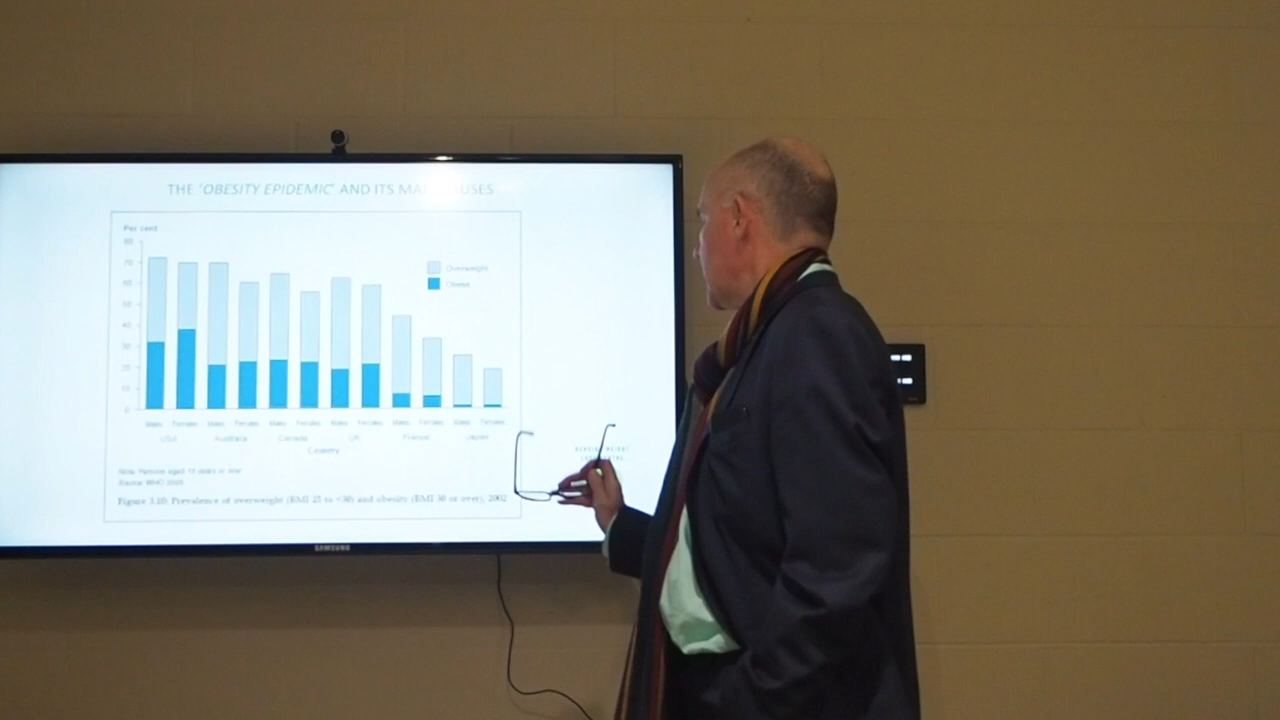 THE 'OBESITY EPIDEMIC' AND ITS MAIN CAUSES
Per cent
80
70
60
50
40
30
20
10
0
Overweight
Obese
Males Females Males Females Males Females Males Females Males Females Males Females
USA Australia Canada UK France Japan
Country
Note: Persons aged 15 years or over
Source: WHO 2005
Figure 3.10: Prevalence of overweight (BMI 25 to <30) and obesity (BMI 30 or over), 2002
SAMSUNG